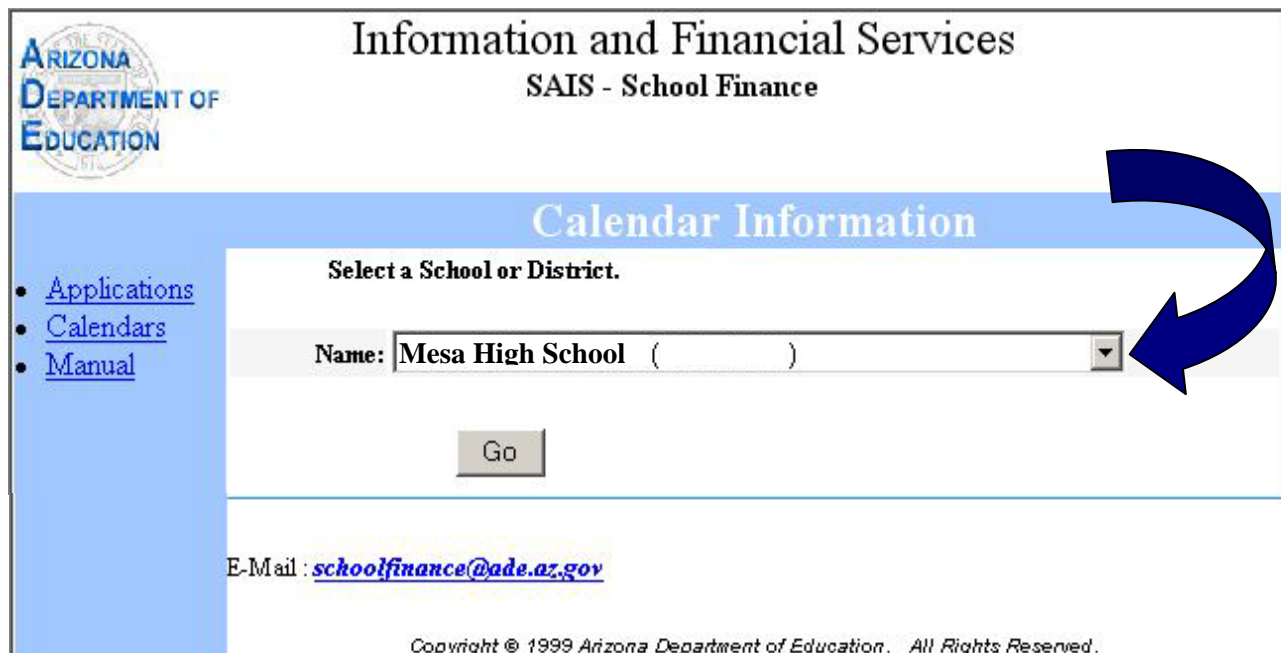 ARIZONA
DEPARTMENT OF
EDUCATION
Information and Financial Services
SAIS - School Finance
Calendar Information
Applications
Calendars
Manual
Select a School or District.
Name: Mesa High School ( )
Go
E-Mail : schoolfinance@ade.az.gov
Copyright © 1999 Arizona Department of Education. All Rights Reserved.